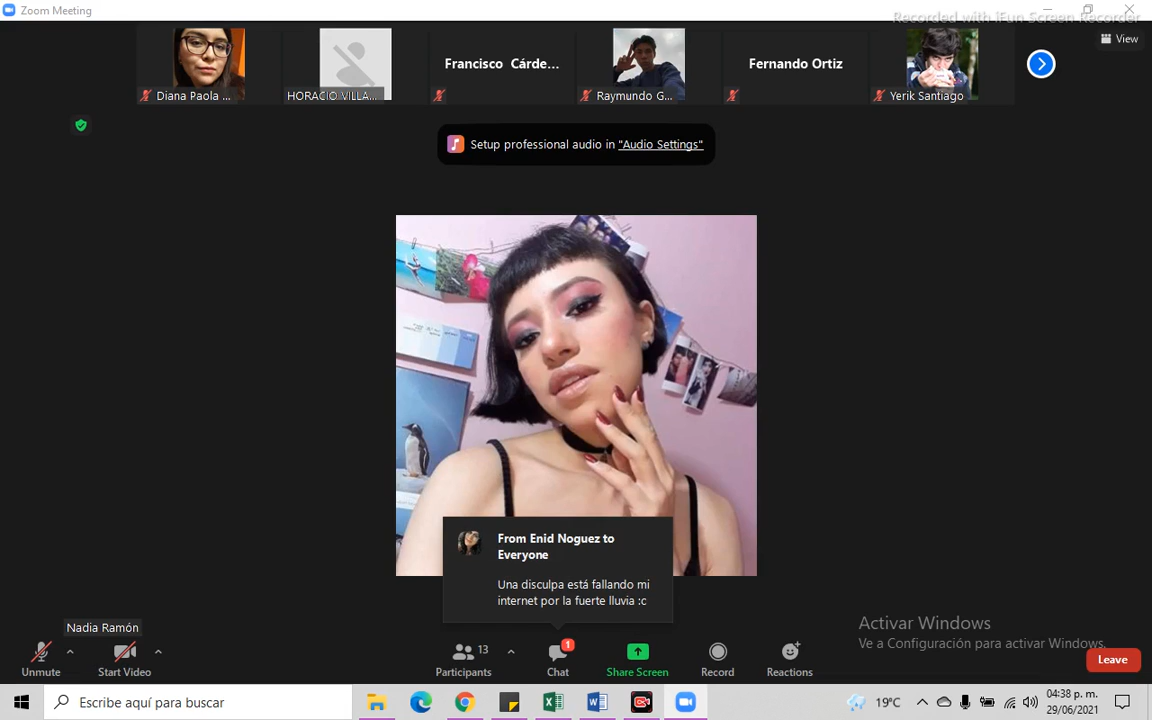 Zoom Meeting
Recorded with iFun Screen Recorder
View
Diana Paola ...
HORACIO VILLA...
Francisco Cárde...
Raymundo G...
Fernando Ortiz
Yerik Santiago
Setup professional audio in "Audio Settings"
From Enid Noguez to
Everyone
Una disculpa está fallando mi
internet por la fuerte lluvia :c
Nadia Ramón
Activar Windows
Ve a Configuración para activar Windows.
Unmute
Start Video
13
Participants
1
Chat
Share Screen
Record
Reactions
Leave
Escribe aquí para buscar
19°C
04:38 p. m.
29/06/2021